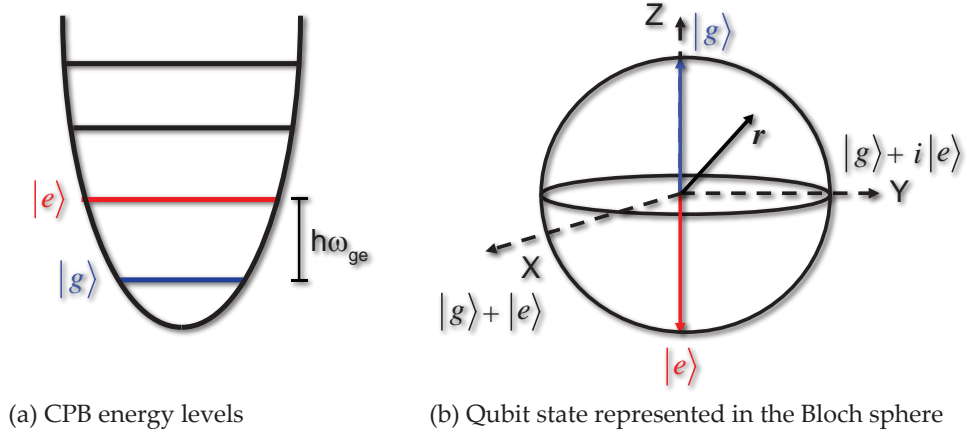 |e⟩
hω_ge
|g⟩
(a) CPB energy levels
Z
|g⟩
r
|g⟩ + i |e⟩
Y
X
|g⟩ + |e⟩
|e⟩
(b) Qubit state represented in the Bloch sphere